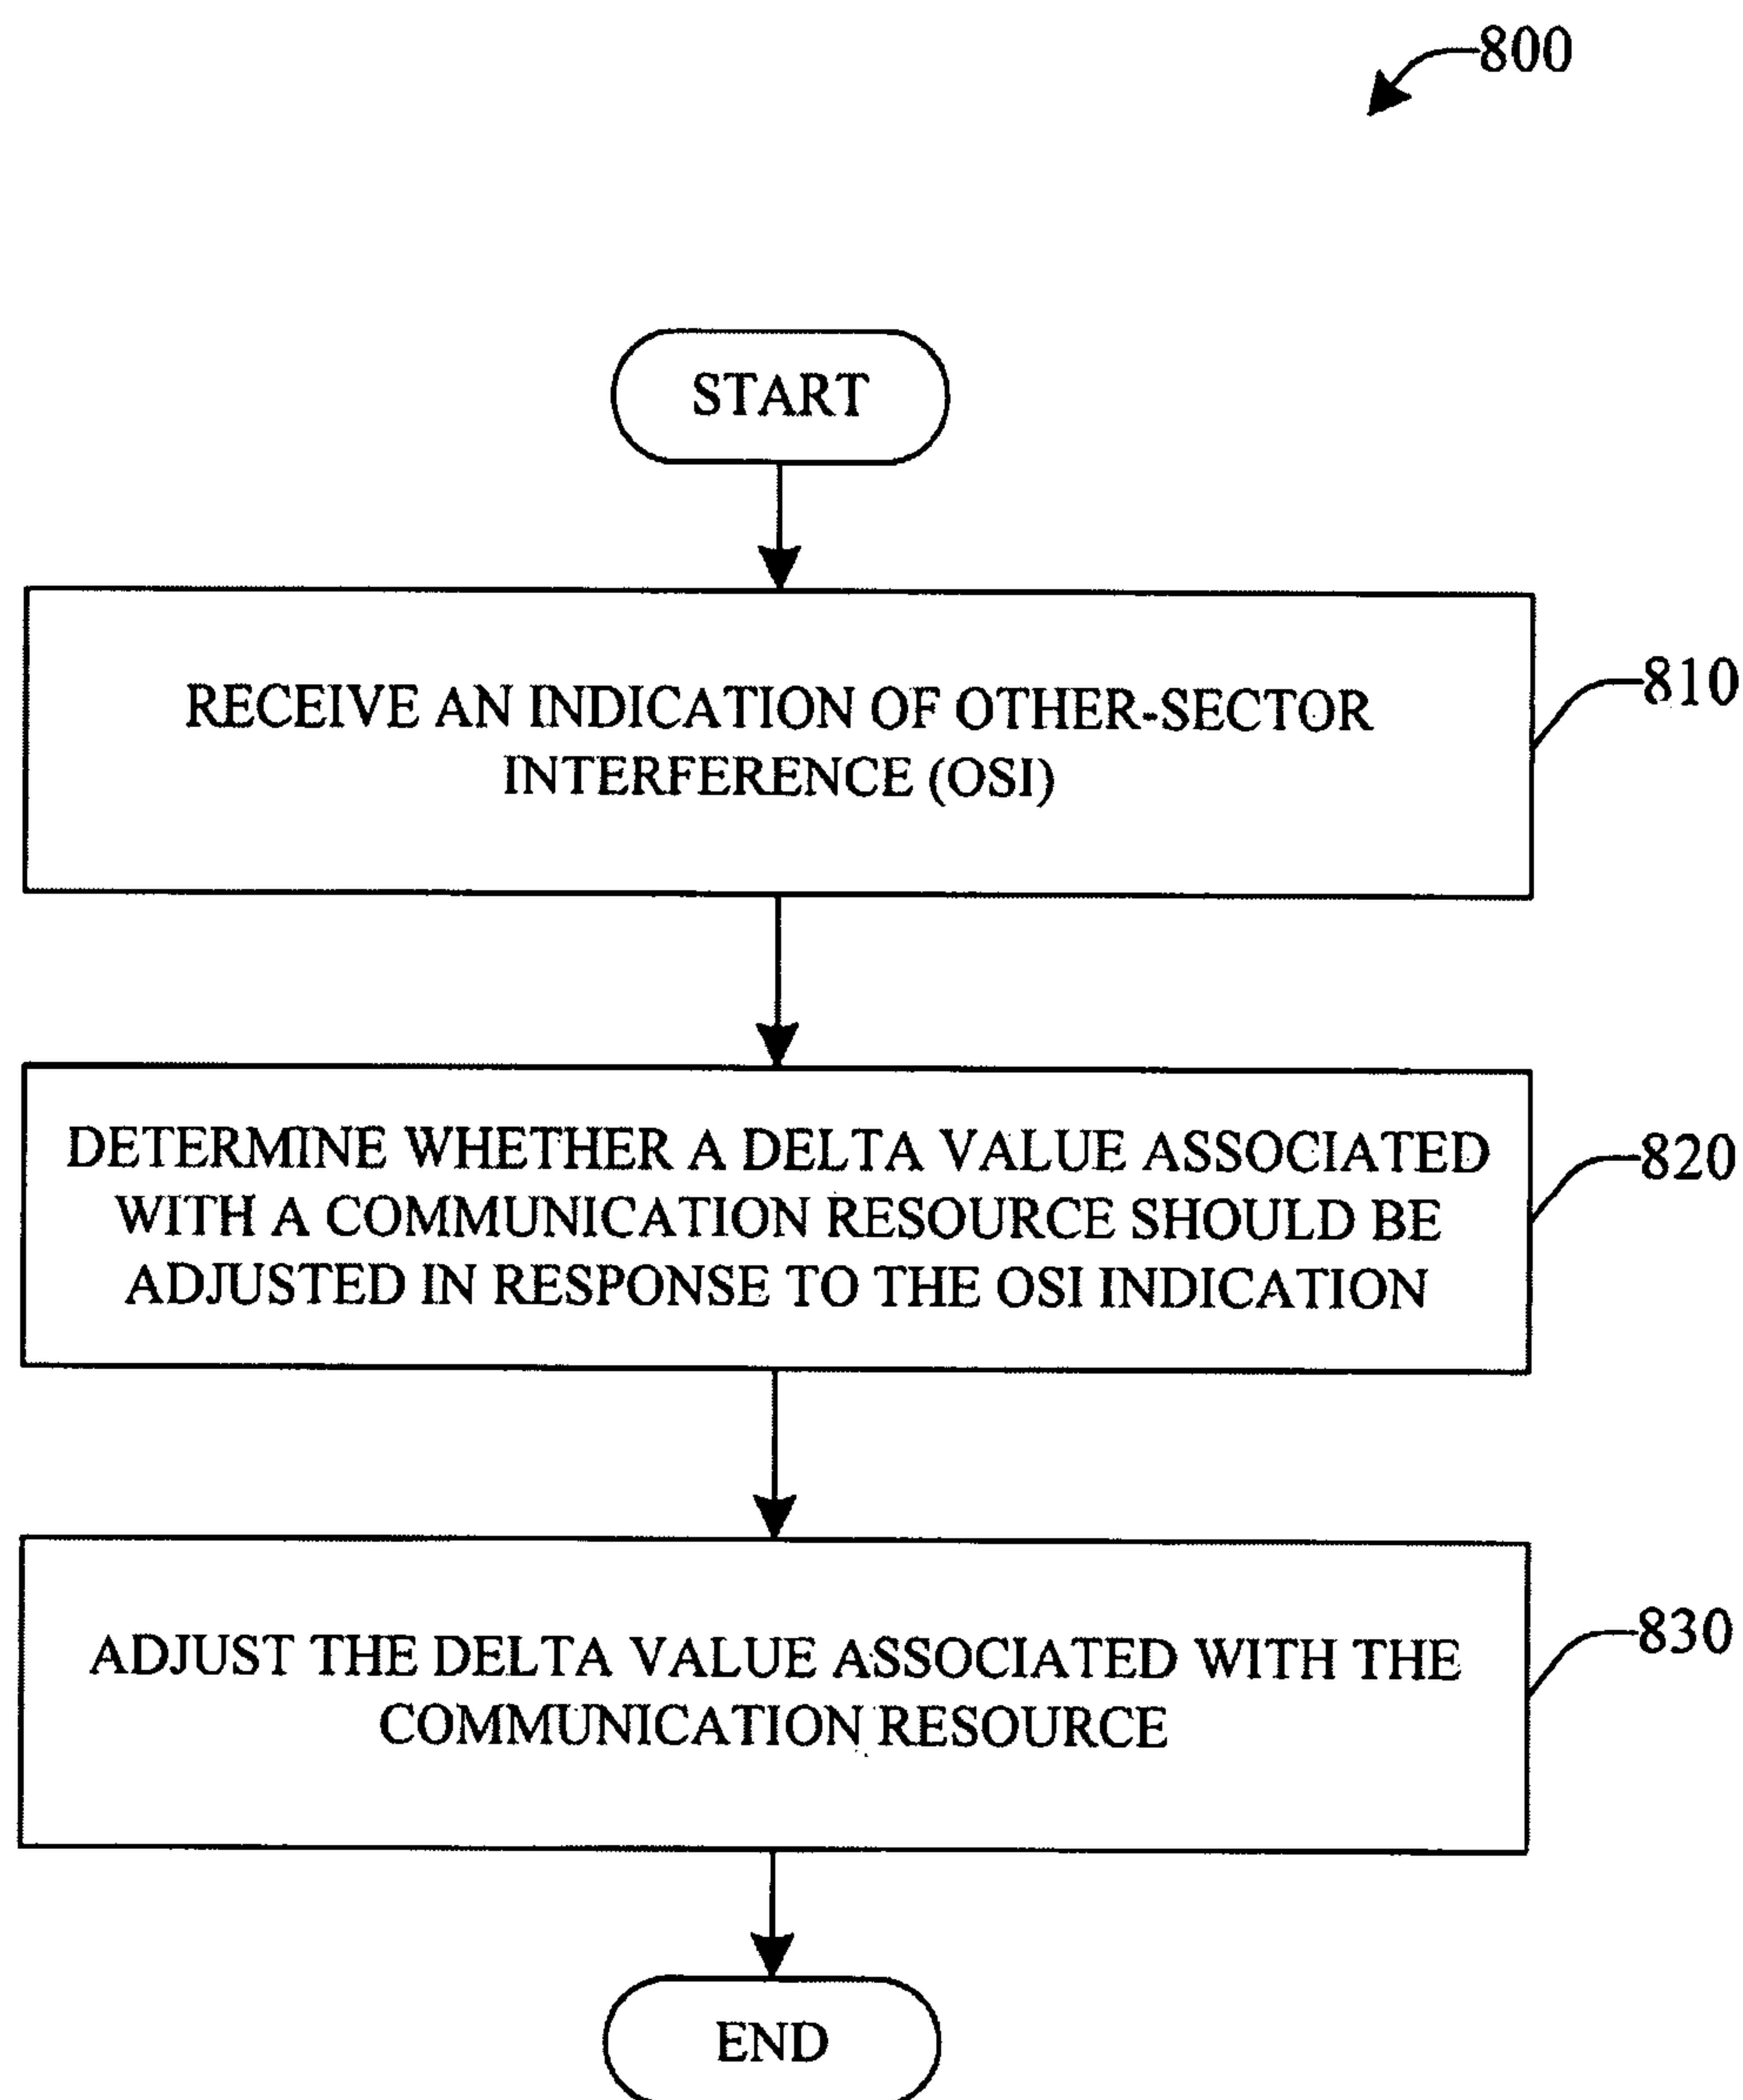 800
START
RECEIVE AN INDICATION OF OTHER-SECTOR
INTERFERENCE (OSI)
810
DETERMINE WHETHER A DELTA VALUE ASSOCIATED
WITH A COMMUNICATION RESOURCE SHOULD BE
ADJUSTED IN RESPONSE TO THE OSI INDICATION
820
ADJUST THE DELTA VALUE ASSOCIATED WITH THE
COMMUNICATION RESOURCE
830
END